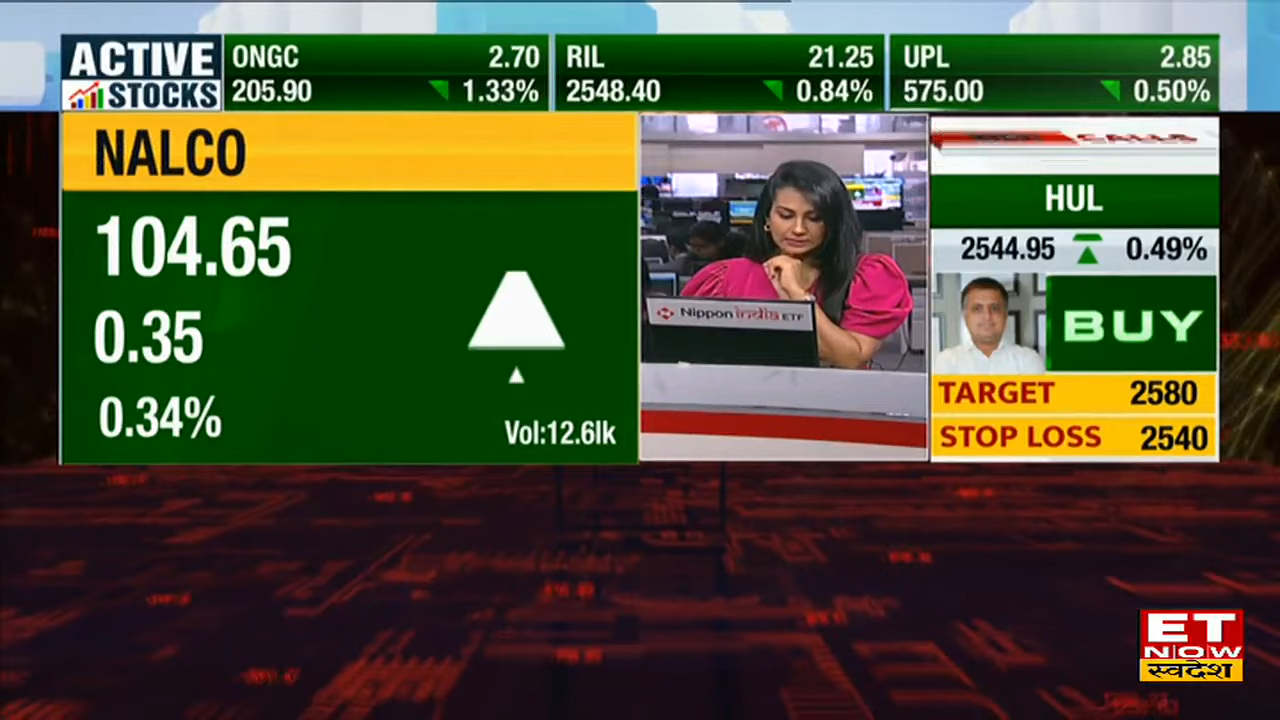 ACTIVE STOCKS
ONGC 2.70
205.90 1.33%
RIL 21.25
2548.40 0.84%
UPL 2.85
575.00 0.50%
NALCO
104.65
0.35
0.34%
Vol:12.6lk
Nippon india ETF
HUL
2544.95 0.49%
BUY
TARGET 2580
STOP LOSS 2540
ET
NOW
स्वदेश